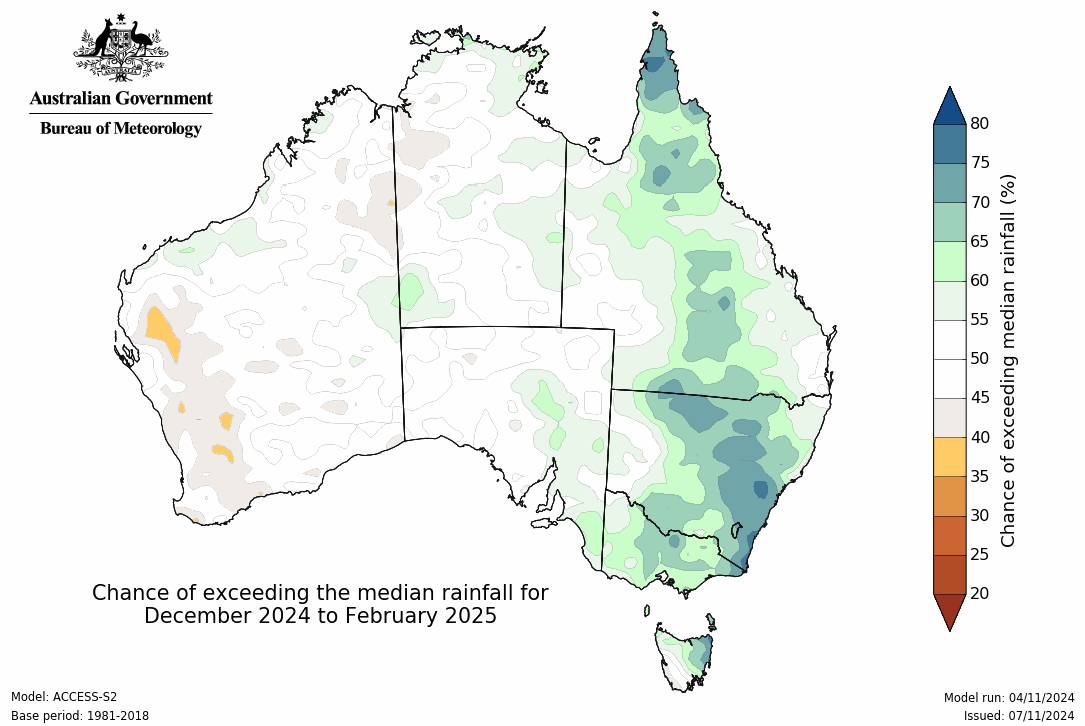 AUSTRALIA
Australian Government
Bureau of Meteorology
80
75
70
65
60
55
50
45
40
35
30
25
20
Chance of exceeding median rainfall (%)
Chance of exceeding the median rainfall for
December 2024 to February 2025
Model: ACCESS-S2
Base period: 1981-2018
Model run: 04/11/2024
Issued: 07/11/2024